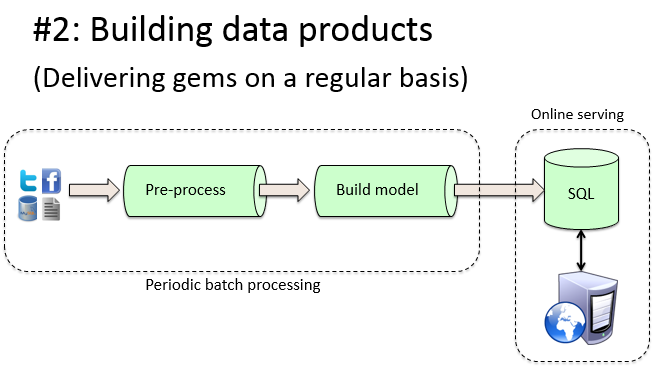 #2: Building data products
(Delivering gems on a regular basis)
Online serving
Pre-process
Build model
SQL
Periodic batch processing